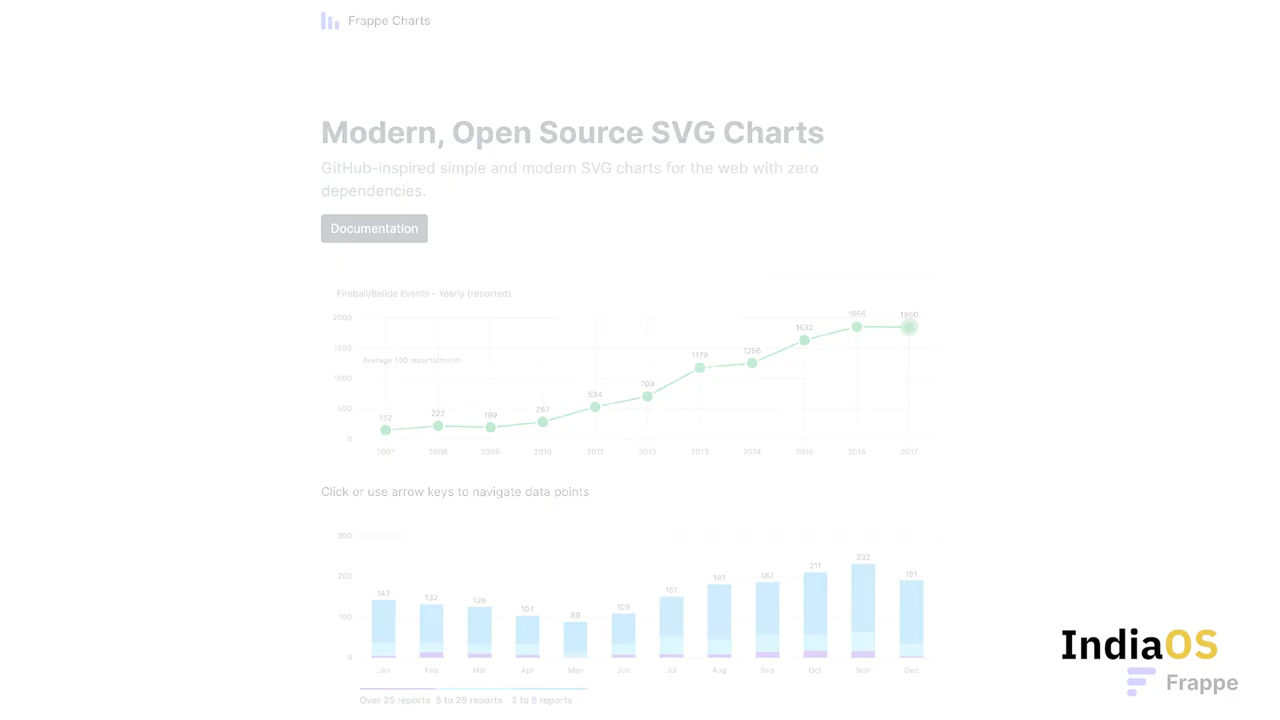 Frappe Charts
Modern, Open Source SVG Charts
GitHub-inspired simple and modern SVG charts for the web with zero
dependencies.
Documentation
Fireball/Bolide Events - Yearly (reported)
2000
1500
1000
500
0
Average 100 reports/month
152 222 199 287 534 709 1179 1256 1632 1856 1850
2007 2008 2009 2010 2011 2012 2013 2014 2015 2016 2017
Click or use arrow keys to navigate data points
300
200
100
0
143 132 126 104 89 109 151 181 187 211 232 191
Jan Feb Mar Apr May Jun Jul Aug Sep Oct Nov Dec
Over 25 reports 5 to 25 reports 2 to 5 reports
IndiaOS
Frappe